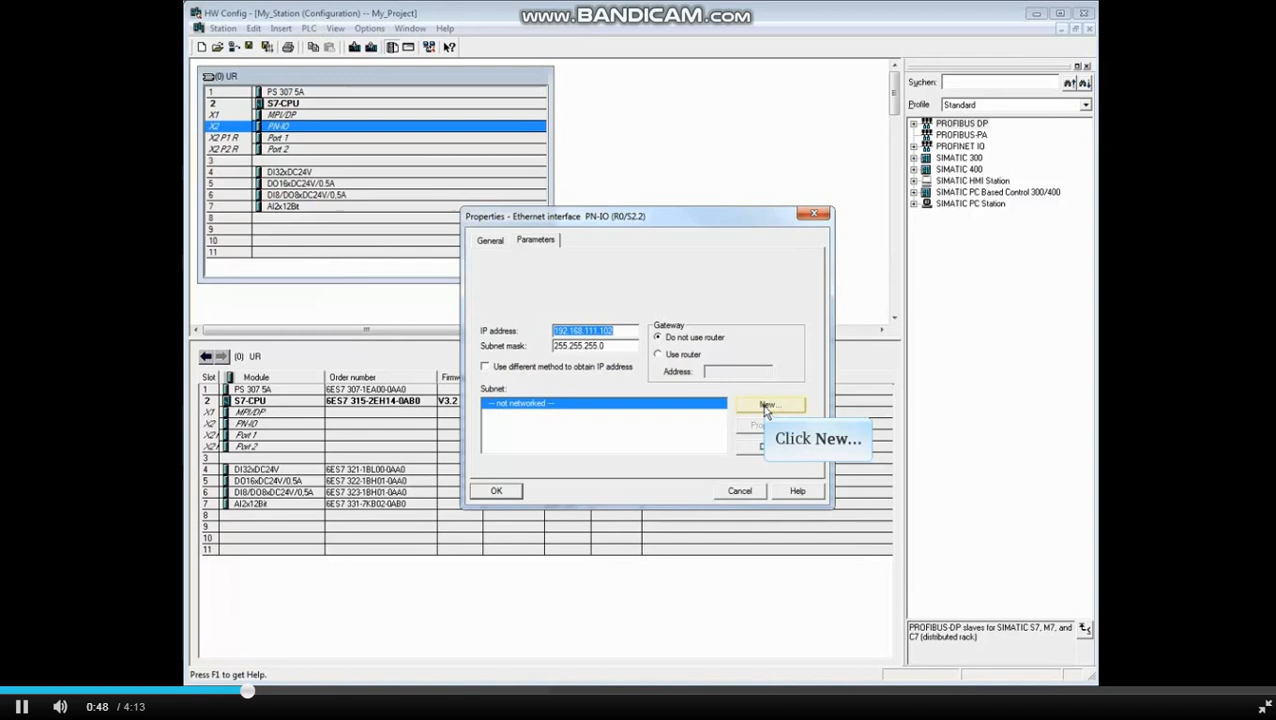 HW Config - [My_Station (Configuration) -- My_Project]
www.BANDICAM.com
Station Edit Insert PLC View Options Window Help
(0) UR
1 PS 307 5A
2 S7-CPU
X1 MPI/DP
X2 PN-IO
X2 P1 R Port 1
X2 P2 R Port 2
3
4 DI32xDC24V
5 DO16xDC24V/0.5A
6 DI8/DO8xDC24V/0,5A
7 AI2x12Bit
8
9
10
11
Suchen:
Profile Standard
PROFIBUS DP
PROFIBUS-PA
PROFINET IO
SIMATIC 300
SIMATIC 400
SIMATIC HMI Station
SIMATIC PC Based Control 300/400
SIMATIC PC Station
Properties - Ethernet interface PN-IO (R0/S2.2)
General Parameters
IP address: 192.168.111.102
Subnet mask: 255.255.255.0
Use different method to obtain IP address
Gateway
Do not use router
Use router
Address:
Subnet:
--- not networked ---
New...
Click New...
OK Cancel Help
(0) UR
Slot Module Order number Firmw
1 PS 307 5A 6ES7 307-1EA00-0AA0
2 S7-CPU 6ES7 315-2EH14-0AB0 V3.2
X1 MPI/DP
X2 PN-IO
X2 Port 1
X2 Port 2
3
4 DI32xDC24V 6ES7 321-1BL00-0AA0
5 DO16xDC24V/0.5A 6ES7 322-1BH01-0AA0
6 DI8/DO8xDC24V/0,5A 6ES7 323-1BH01-0AA0
7 AI2x12Bit 6ES7 331-7KB02-0AB0
8
9
10
11
PROFIBUS-DP slaves for SIMATIC S7, M7, and
C7 (distributed rack)
Press F1 to get Help.
0:48 / 4:13